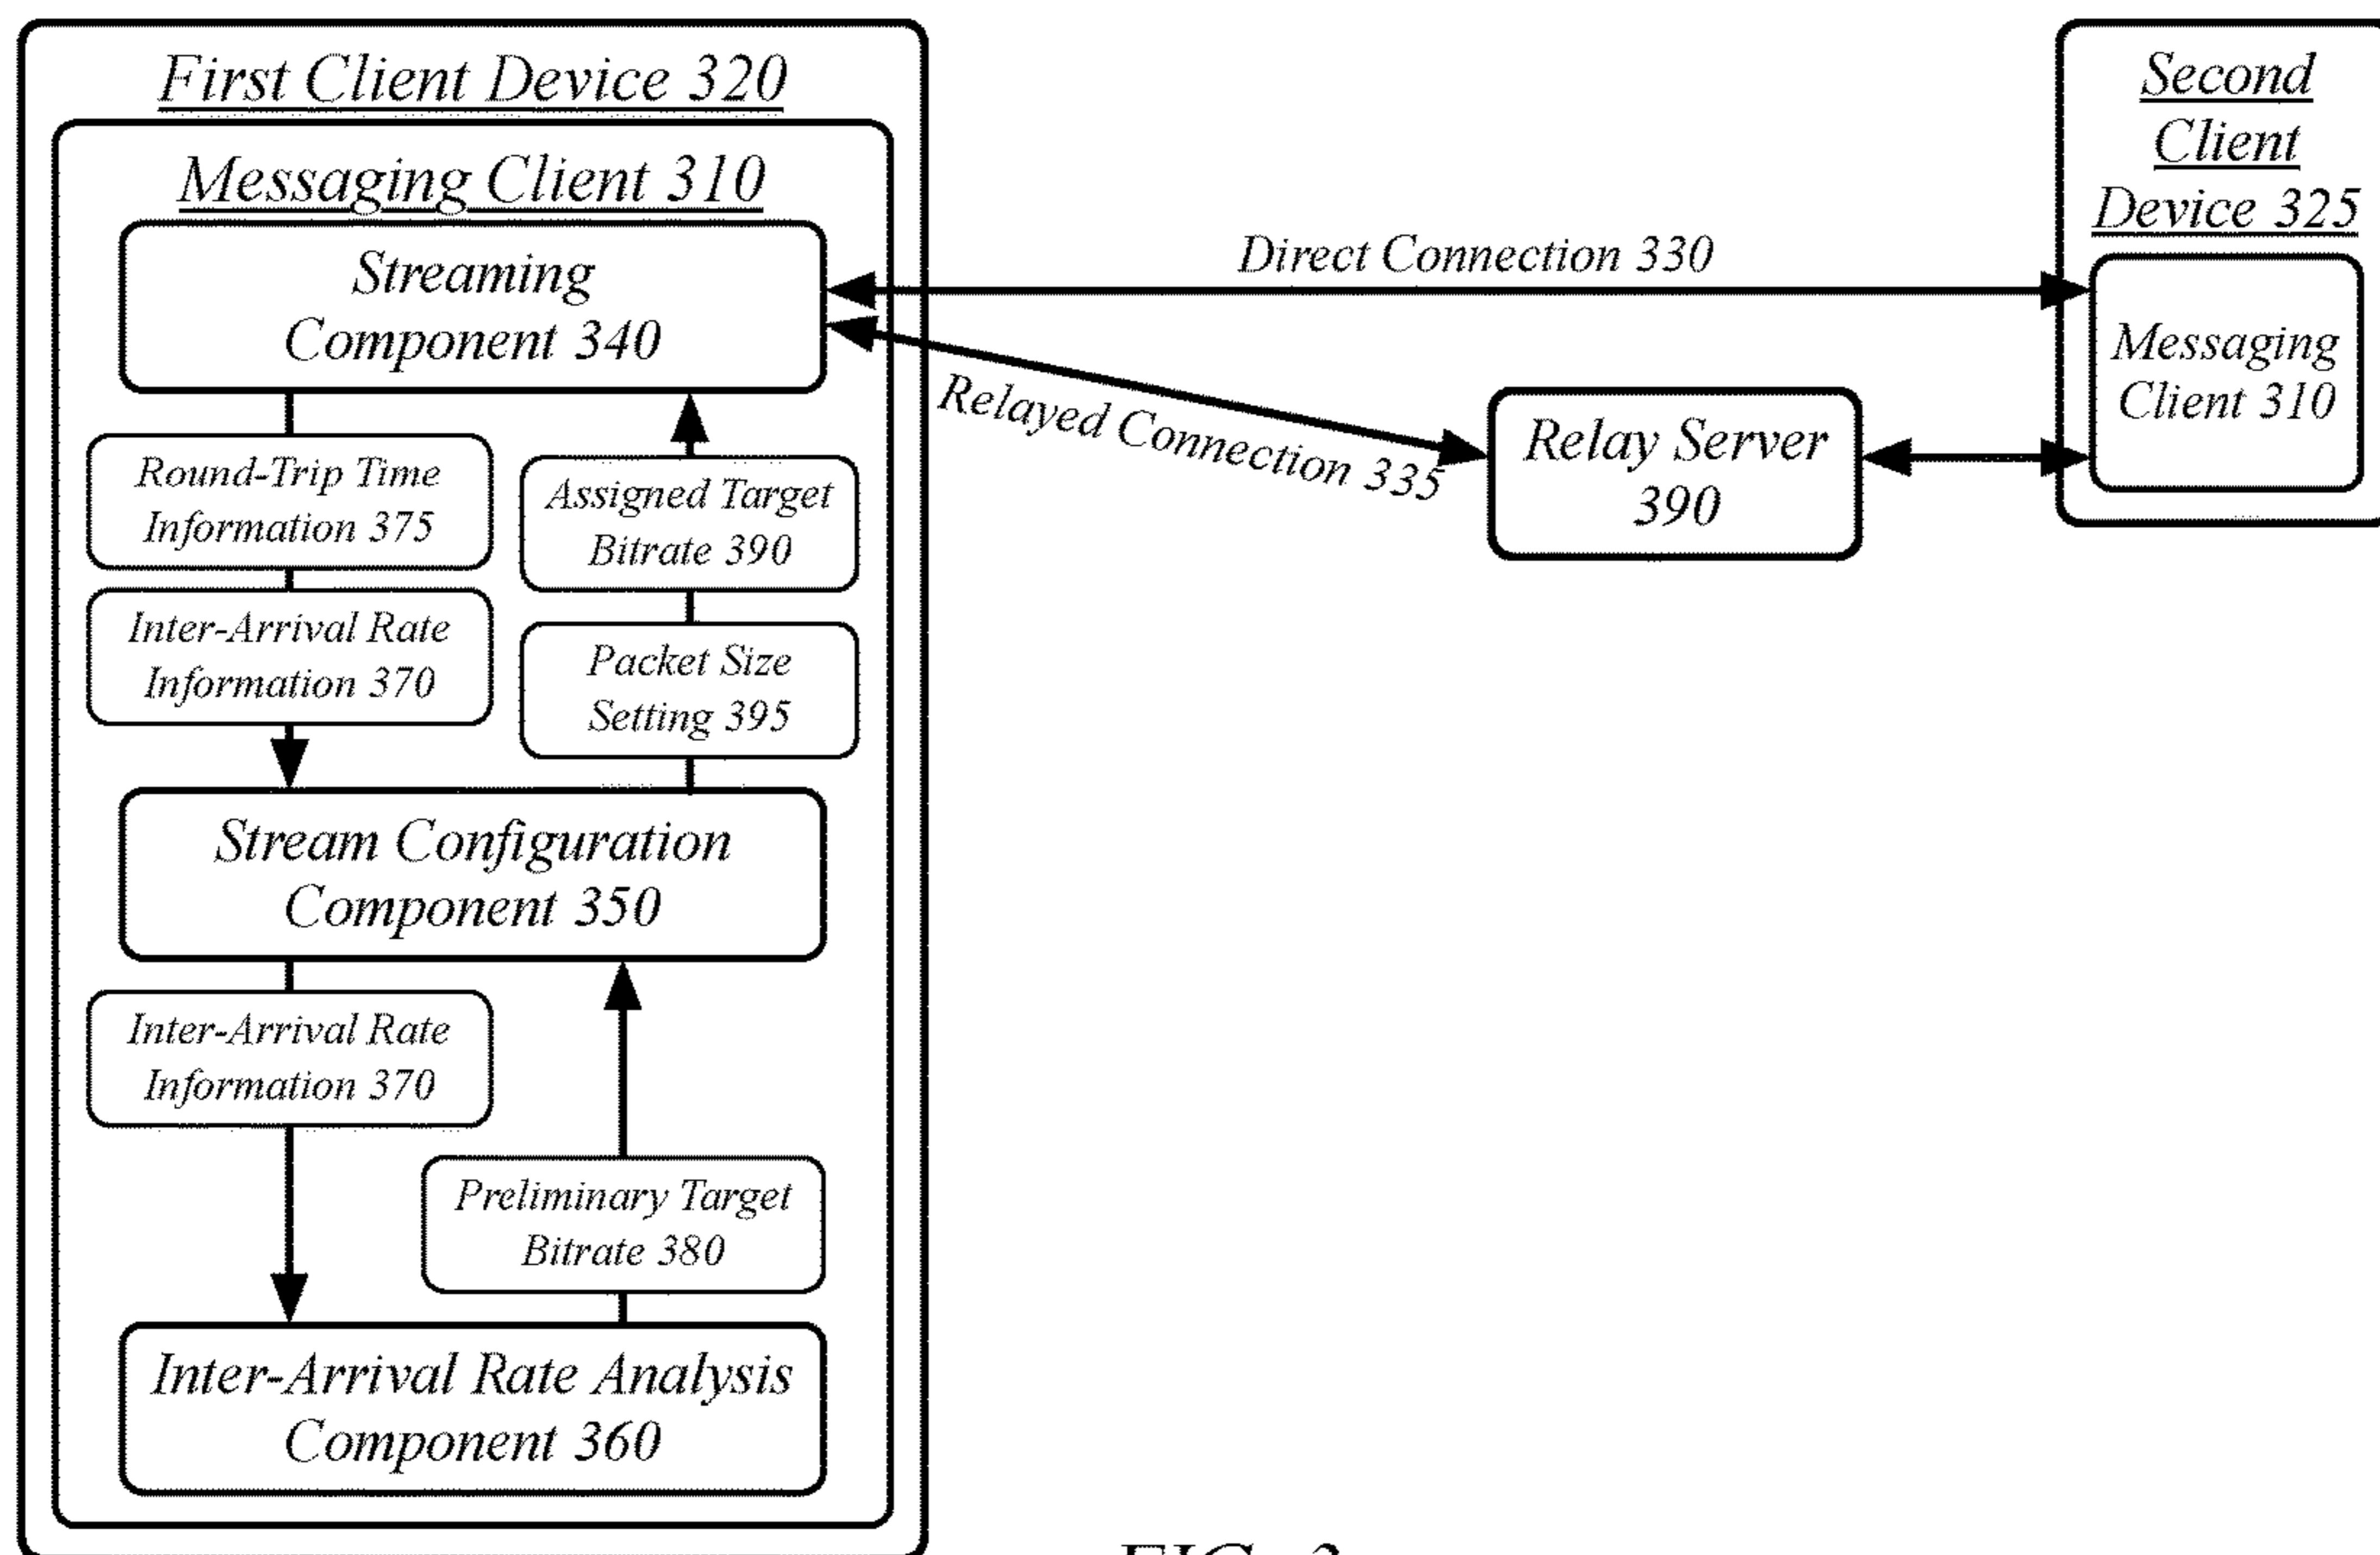 First Client Device 320
Messaging Client 310
Streaming
Component 340
Round-Trip Time
Information 375
Inter-Arrival Rate
Information 370
Assigned Target
Bitrate 390
Packet Size
Setting 395
Stream Configuration
Component 350
Inter-Arrival Rate
Information 370
Preliminary Target
Bitrate 380
Inter-Arrival Rate Analysis
Component 360
Direct Connection 330
Relayed Connection 335
Relay Server
390
Second
Client
Device 325
Messaging
Client 310
FIG. 3